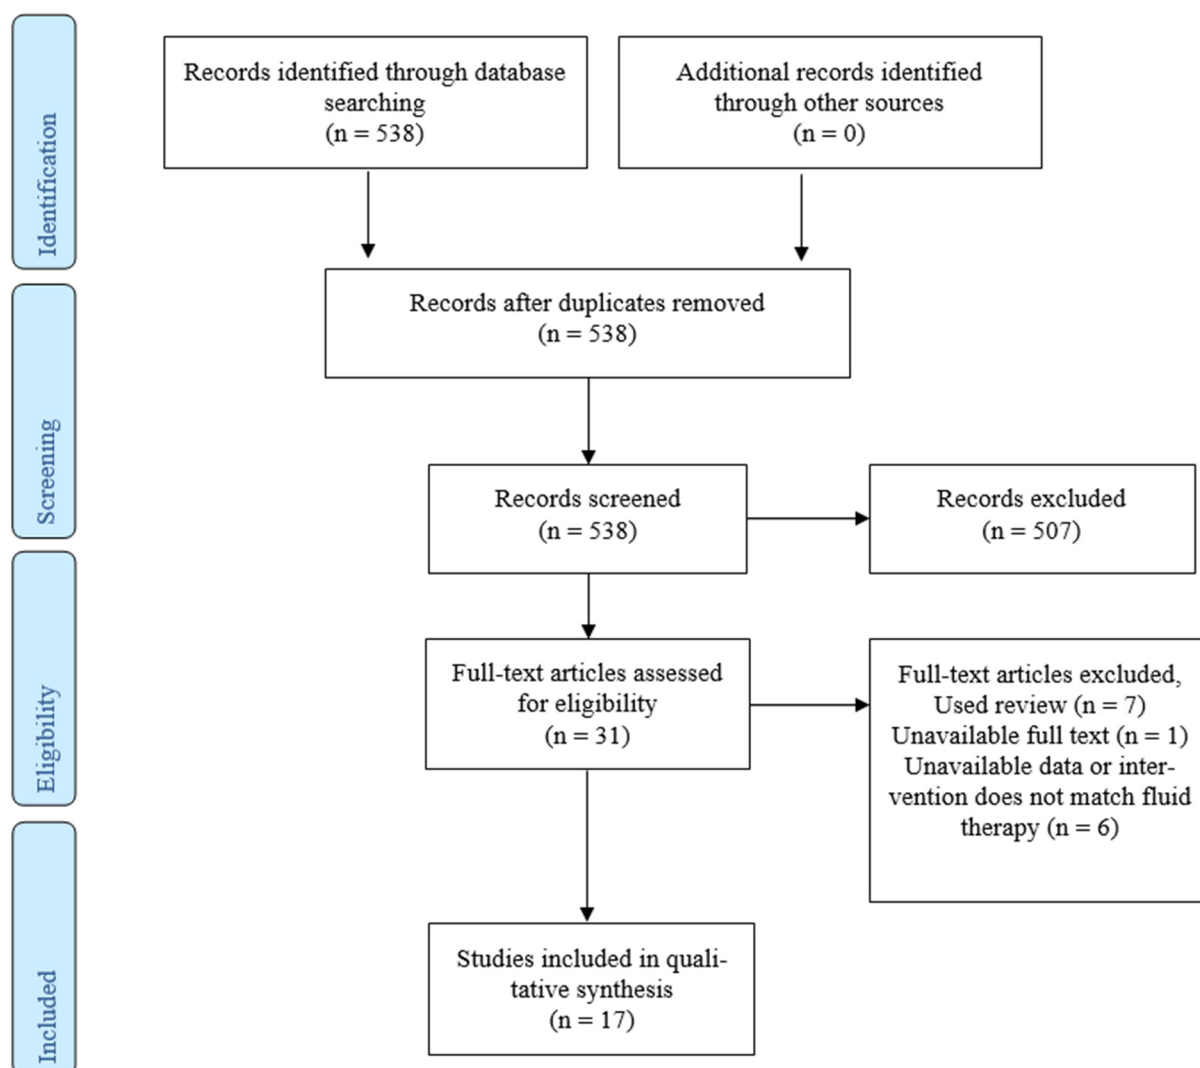 Identification
Records identified through database
searching
(n = 538)
Additional records identified
through other sources
(n = 0)
Records after duplicates removed
(n = 538)
Screening
Records screened
(n = 538)
Records excluded
(n = 507)
Eligibility
Full-text articles assessed
for eligibility
(n = 31)
Full-text articles excluded,
Used review (n = 7)
Unavailable full text (n = 1)
Unavailable data or inter-
vention does not match fluid
therapy (n = 6)
Included
Studies included in quali-
tative synthesis
(n = 17)